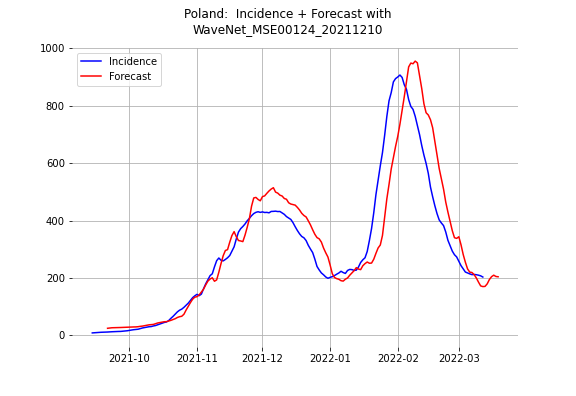 Poland:  Incidence + Forecast with
WaveNet_MSE00124_20211210
1000
800
600
400
200
0
Incidence
Forecast
2021-10 2021-11 2021-12 2022-01 2022-02 2022-03